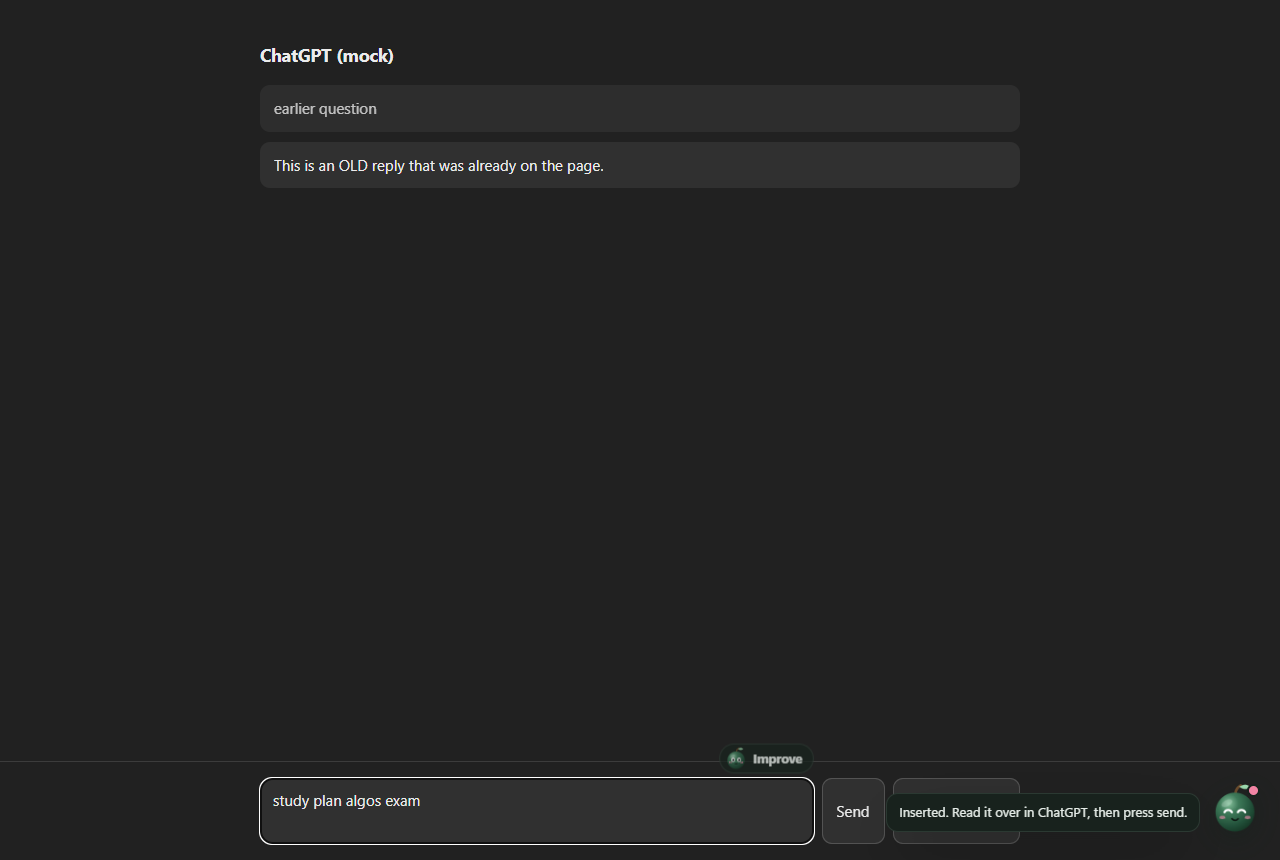 ChatGPT (mock)
earlier question
This is an OLD reply that was already on the page.
Improve
study plan algos exam
Send
Inserted. Read it over in ChatGPT, then press send.